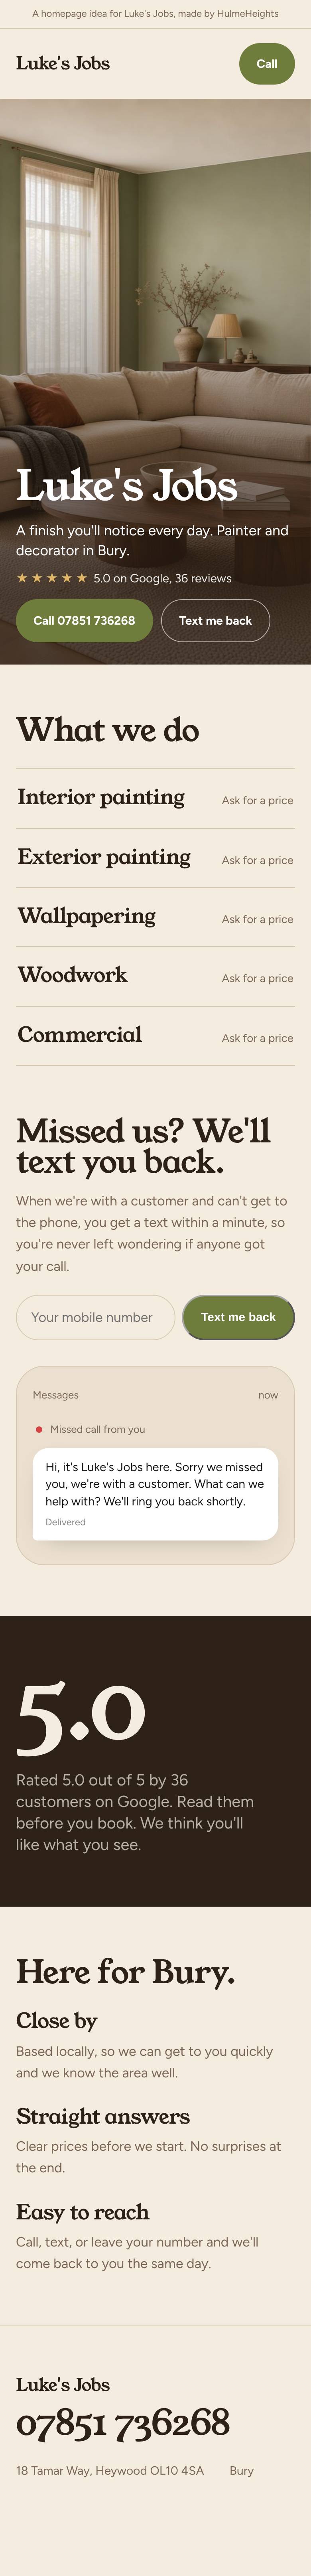 A homepage idea for Luke's Jobs, made by HulmeHeights
Luke's Jobs
Call
Luke's Jobs
A finish you'll notice every day. Painter and
decorator in Bury.
★★★★★ 5.0 on Google, 36 reviews
Call 07851 736268
Text me back
What we do
Interior painting
Ask for a price
Exterior painting
Ask for a price
Wallpapering
Ask for a price
Woodwork
Ask for a price
Commercial
Ask for a price
Missed us? We'll
text you back.
When we're with a customer and can't get to
the phone, you get a text within a minute, so
you're never left wondering if anyone got
your call.
Your mobile number
Text me back
Messages
now
Missed call from you
Hi, it's Luke's Jobs here. Sorry we missed
you, we're with a customer. What can we
help with? We'll ring you back shortly.
Delivered
5.0
Rated 5.0 out of 5 by 36
customers on Google. Read them
before you book. We think you'll
like what you see.
Here for Bury.
Close by
Based locally, so we can get to you quickly
and we know the area well.
Straight answers
Clear prices before we start. No surprises at
the end.
Easy to reach
Call, text, or leave your number and we'll
come back to you the same day.
Luke's Jobs
07851 736268
18 Tamar Way, Heywood OL10 4SA
Bury